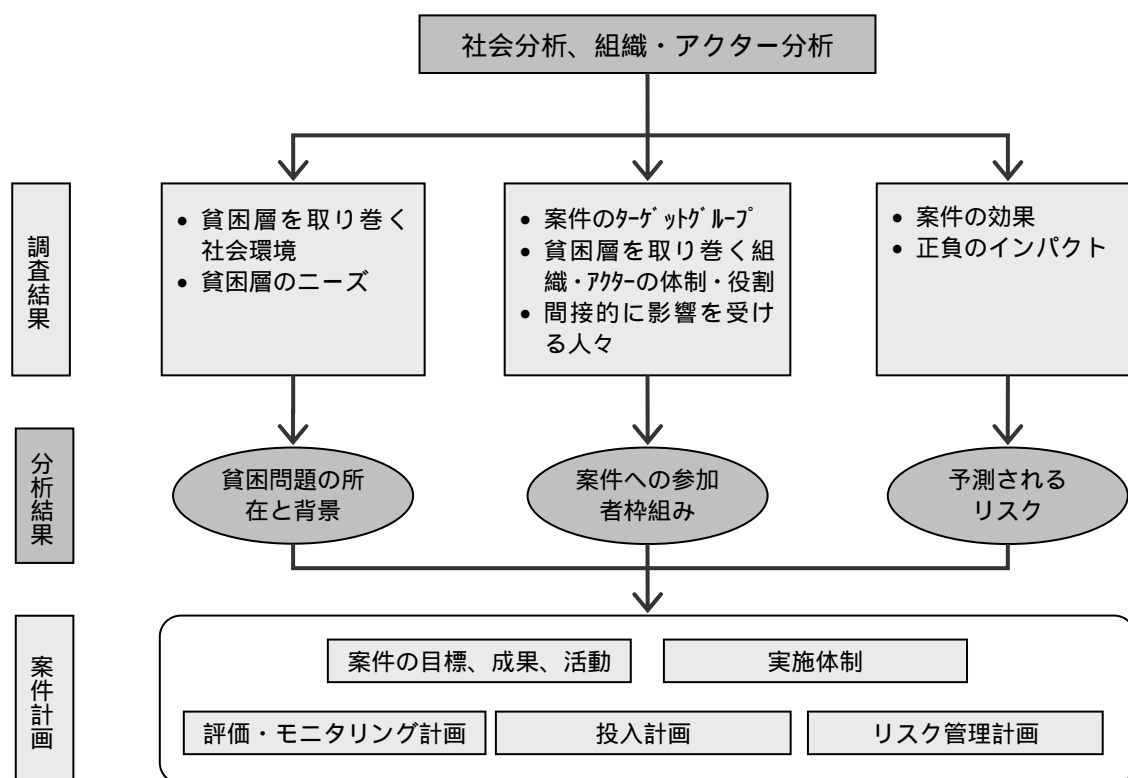 社会分析、組織・アクター分析
調査結果
• 貧困層を取り巻く
社会環境
• 貧困層のニーズ
• 案件のﾀｰｹﾞｯﾄｸﾞﾙｰﾌﾟ
• 貧困層を取り巻く組
織・ｱｸﾀｰの体制・役割
• 間接的に影響を受け
る人々
• 案件の効果
• 正負のインパクト
分析結果
貧困問題の所
在と背景
案件への参加
者枠組み
予測される
リスク
案件計画
案件の目標、成果、活動
実施体制
評価・モニタリング計画
投入計画
リスク管理計画